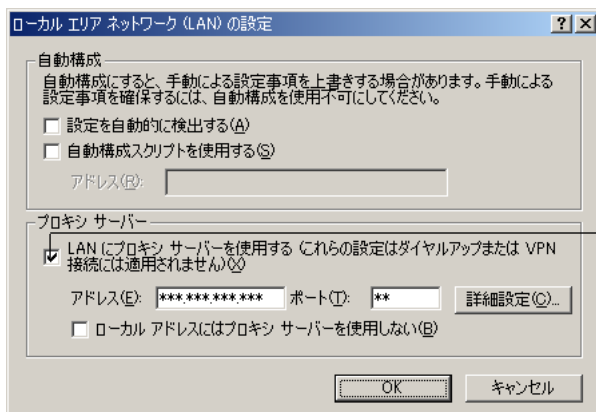 ローカル エリア ネットワーク (LAN) の設定
自動構成
自動構成にすると、手動による設定事項を上書きする場合があります。手動による
設定事項を確保するには、自動構成を使用不可にしてください。
設定を自動的に検出する(A)
自動構成スクリプトを使用する(S)
アドレス(R):
プロキシ サーバー
LAN にプロキシ サーバーを使用する (これらの設定はダイヤルアップまたは VPN
接続には適用されません)(X)
アドレス(E): ***.***.***.*** ポート(T): ** 詳細設定(C)...
ローカル アドレスにはプロキシ サーバーを使用しない(B)
OK キャンセル